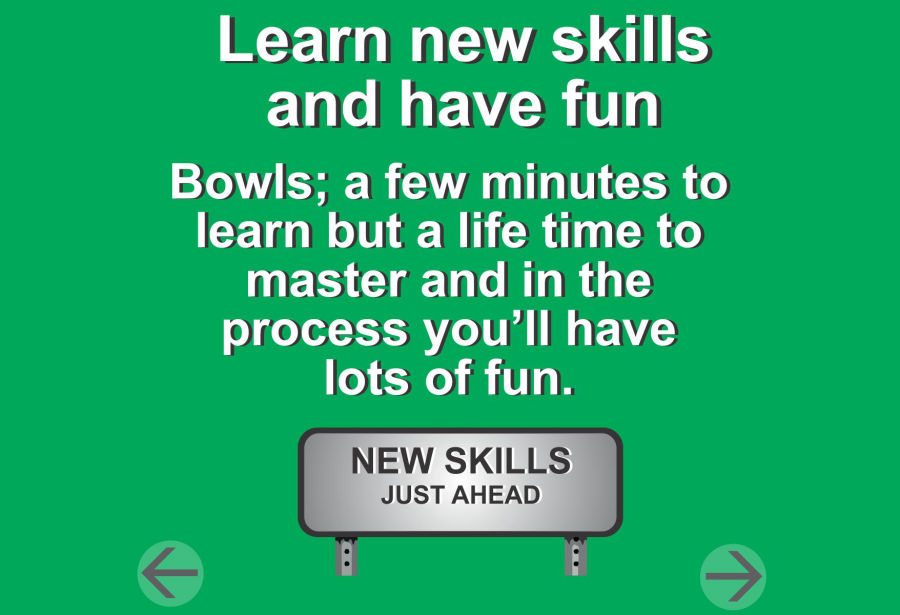 Learn new skills
and have fun
Bowls; a few minutes to
learn but a life time to
master and in the
process you’ll have
lots of fun.
NEW SKILLS
JUST AHEAD